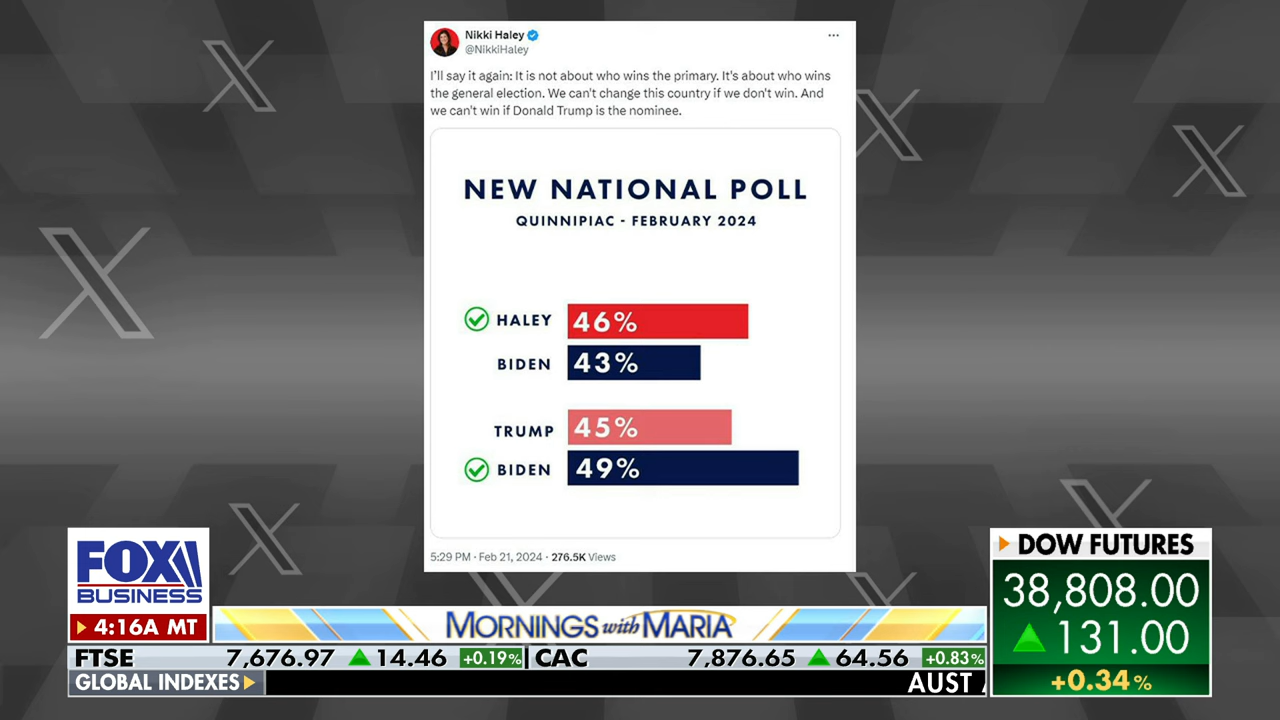 Nikki Haley
@NikkiHaley
I'll say it again: It is not about who wins the primary. It's about who wins
the general election. We can't change this country if we don't win. And
we can't win if Donald Trump is the nominee.
NEW NATIONAL POLL
QUINNIPIAC - FEBRUARY 2024
HALEY 46%
BIDEN 43%
TRUMP 45%
BIDEN 49%
5:29 PM · Feb 21, 2024 · 276.5K Views
FOX
BUSINESS
4:16A MT
MORNINGS with MARIA
FTSE 7,676.97 14.46 +0.19% CAC 7,876.65 64.56 +0.83%
GLOBAL INDEXES AUST
DOW FUTURES
38,808.00
131.00
+0.34%